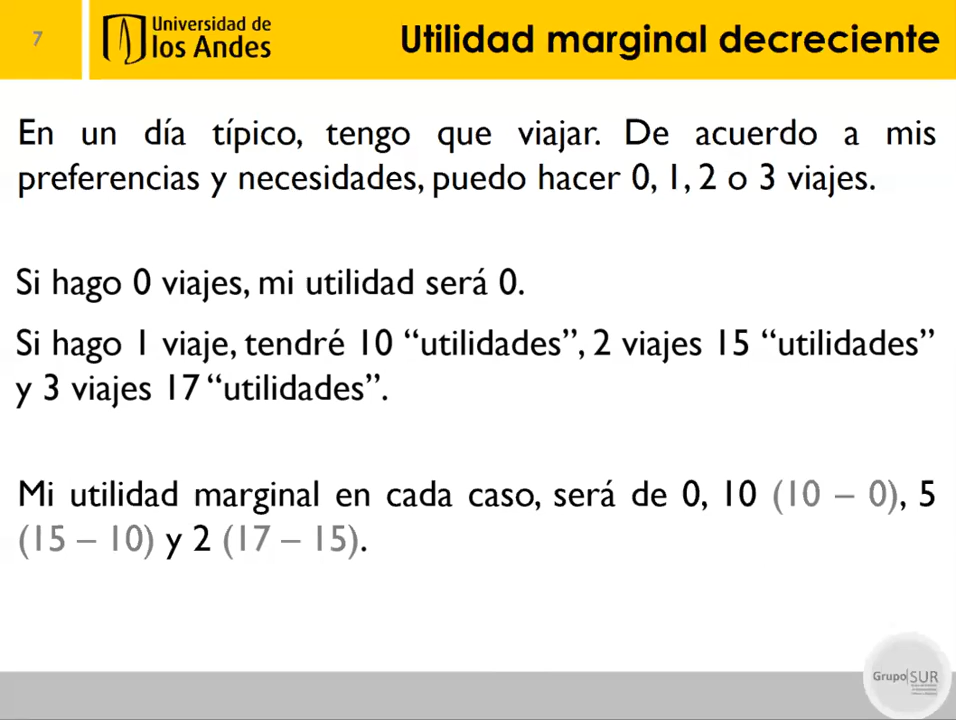 7
Universidad de
los Andes
Utilidad marginal decreciente
En un día típico, tengo que viajar. De acuerdo a mis
preferencias y necesidades, puedo hacer 0, 1, 2 o 3 viajes.
Si hago 0 viajes, mi utilidad será 0.
Si hago 1 viaje, tendré 10 “utilidades”, 2 viajes 15 “utilidades”
y 3 viajes 17 “utilidades”.
Mi utilidad marginal en cada caso, será de 0, 10 (10 – 0), 5
(15 – 10) y 2 (17 – 15).
Grupo|SUR